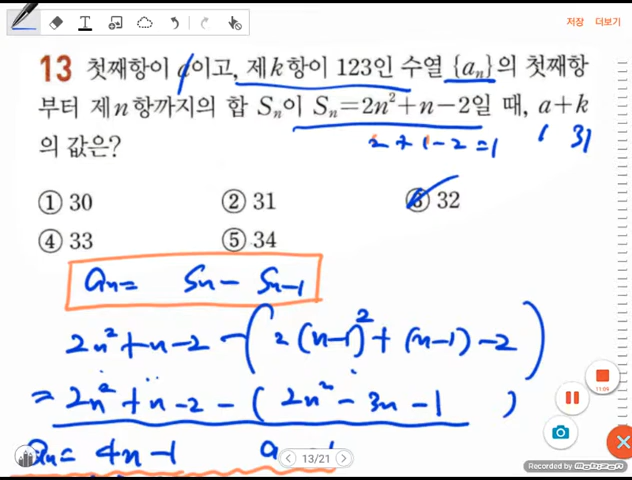 저장 더보기
13 첫째항이 a이고, 제k항이 123인 수열 {aₙ}의 첫째항
부터 제n항까지의 합 Sₙ이 Sₙ=2n²+n−2일 때, a+k
의 값은?
2+1-2=1 1 31
① 30 ② 31 ③ 32
④ 33 ⑤ 34
aₙ= Sₙ - Sₙ₋₁
2n²+n-2-(2(n-1)²+(n-1)-2)
=2n²+n-2-(2n²-3n-1)
aₙ= 4n-1
13/21
11:05
Recorded by Mobizen